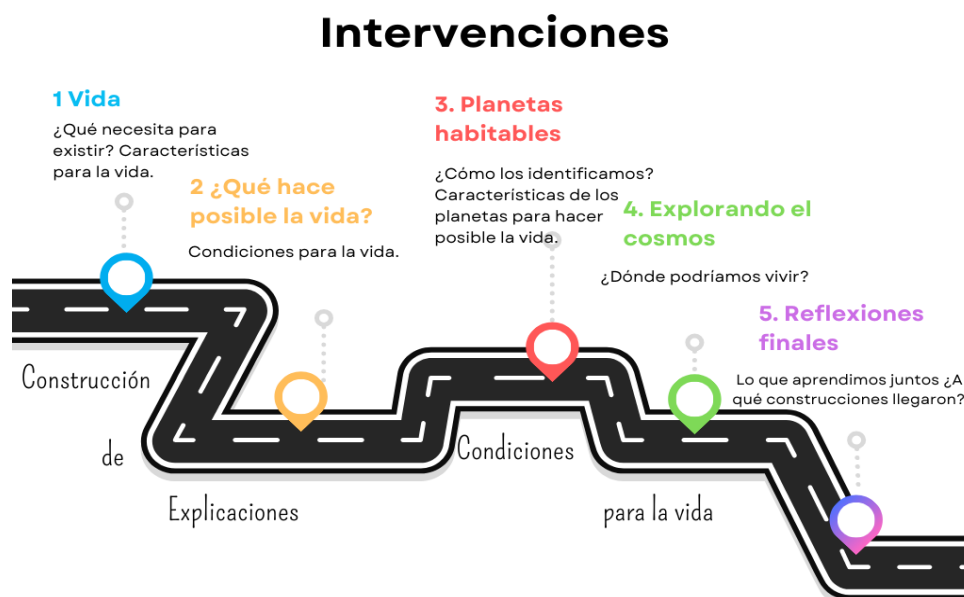 Intervenciones
1 Vida
¿Qué necesita para
existir? Características
para la vida.
2 ¿Qué hace
posible la vida?
Condiciones para la vida.
3. Planetas
habitables
¿Cómo los identificamos?
Características de los
planetas para hacer
posible la vida.
4. Explorando el
cosmos
¿Dónde podríamos vivir?
5. Reflexiones
finales
Lo que aprendimos juntos ¿A
qué construcciones llegaron?
Construcción
de
Explicaciones
Condiciones
para la vida